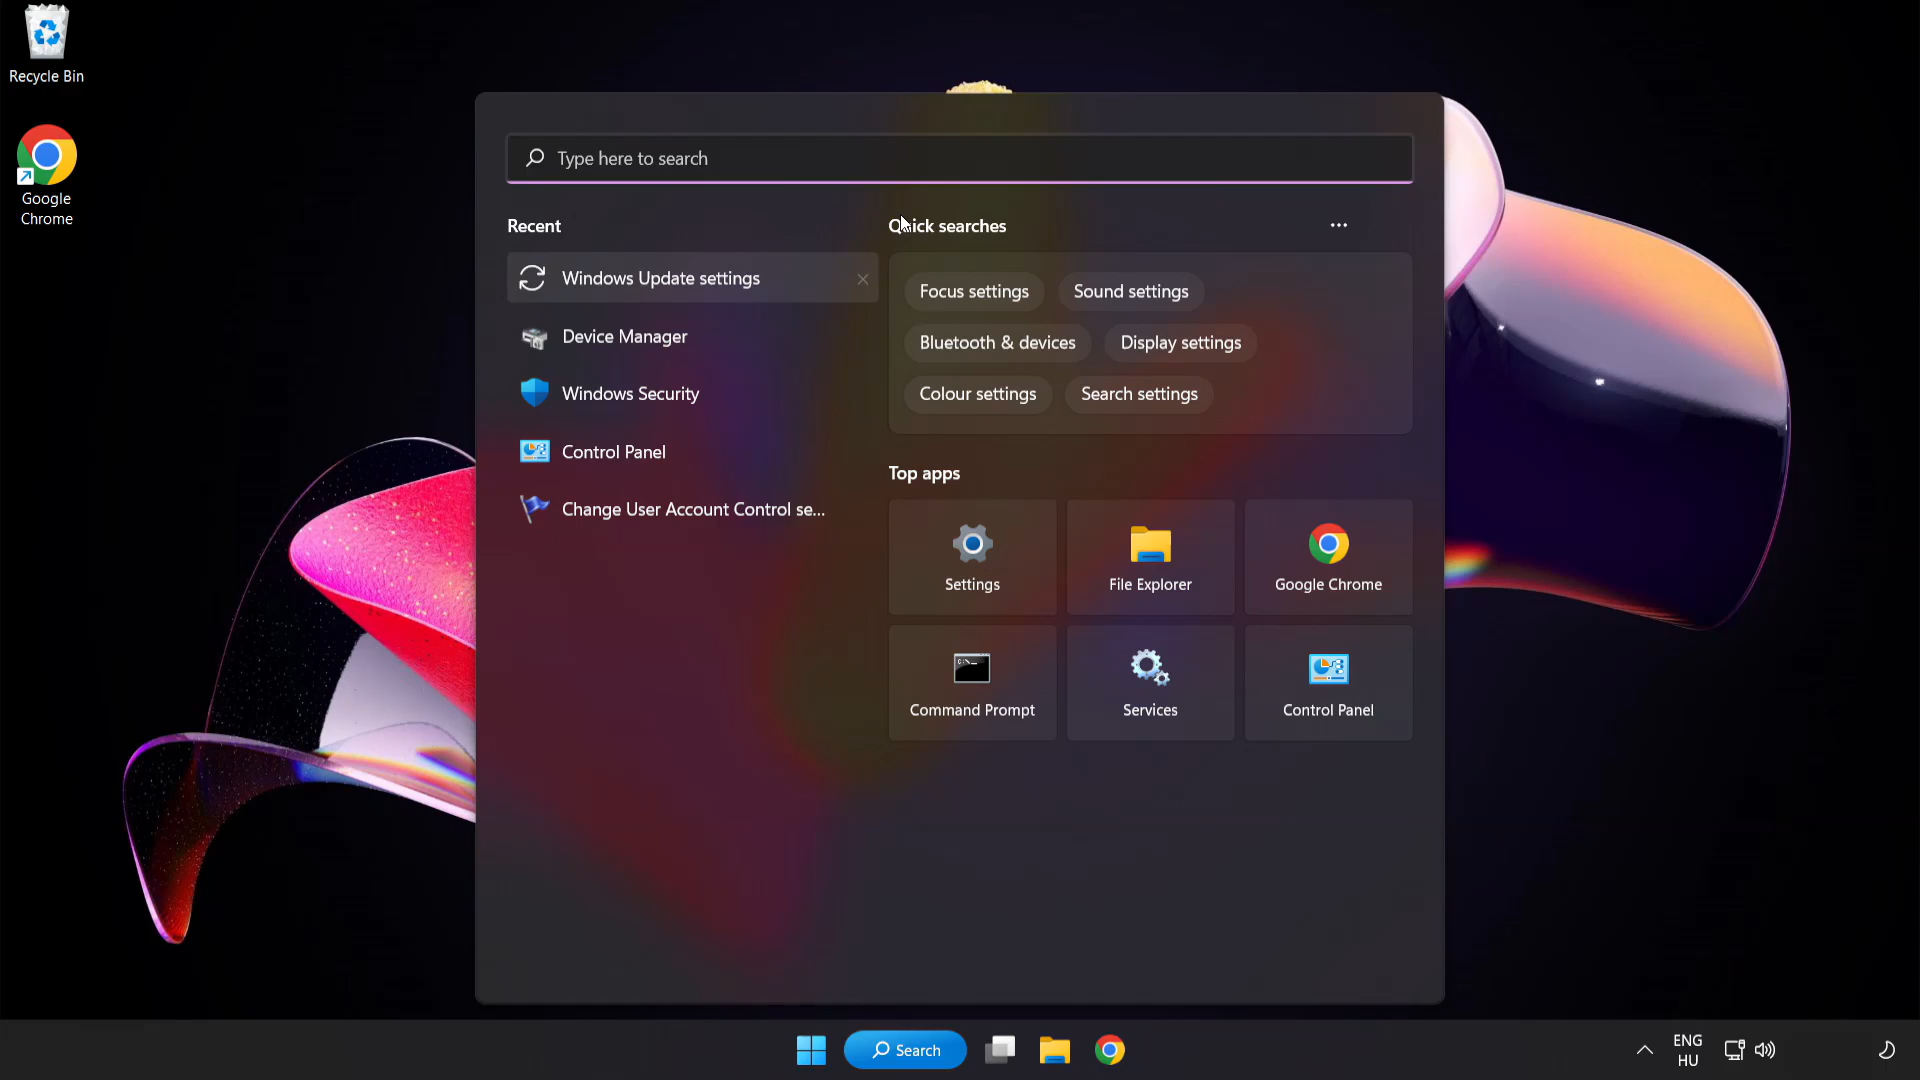 Recycle Bin
Google
Chrome
Type here to search
Recent
Windows Update settings
Device Manager
Windows Security
Control Panel
Change User Account Control se...
Quick searches
Focus settings
Sound settings
Bluetooth & devices
Display settings
Colour settings
Search settings
Top apps
Settings
File Explorer
Google Chrome
Command Prompt
Services
Control Panel
Search
ENG
HU